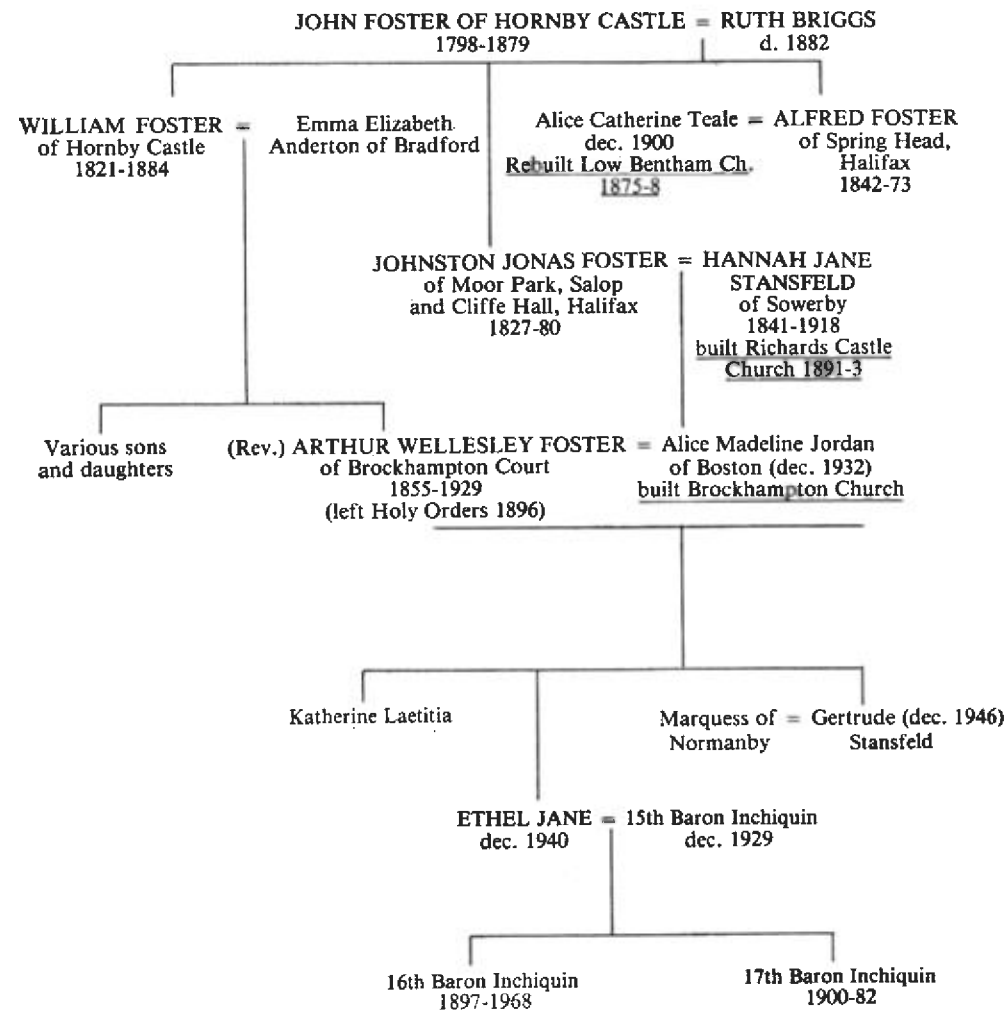 JOHN FOSTER OF HORNBY CASTLE = RUTH BRIGGS
1798-1879
d. 1882
WILLIAM FOSTER =
of Hornby Castle
1821-1884
Emma Elizabeth
Anderton of Bradford
Alice Catherine Teale = ALFRED FOSTER
dec. 1900
Rebuilt Low Bentham Ch.
1875-8
of Spring Head,
Halifax
1842-73
JOHNSTON JONAS FOSTER = HANNAH JANE
of Moor Park, Salop
and Cliffe Hall, Halifax
1827-80
STANSFELD
of Sowerby
1841-1918
built Richards Castle
Church 1891-3
Various sons
and daughters
(Rev.) ARTHUR WELLESLEY FOSTER = Alice Madeline Jordan
of Brockhampton Court
1855-1929
(left Holy Orders 1896)
of Boston (dec. 1932)
built Brockhampton Church
Katherine Laetitia
Marquess of = Gertrude (dec. 1946)
Normanby
Stansfeld
ETHEL JANE = 15th Baron Inchiquin
dec. 1940
dec. 1929
16th Baron Inchiquin
1897-1968
17th Baron Inchiquin
1900-82